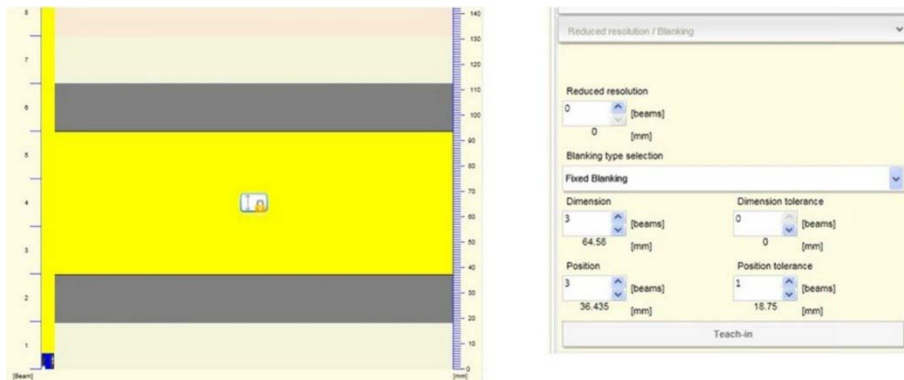 8
7
6
5
4
3
2
1
[Beam]
140
130
120
110
100
90
80
70
60
50
40
30
20
10
0
[mm]
Reduced resolution / Blanking
Reduced resolution
0 [beams]
0 [mm]
Blanking type selection
Fixed Blanking
Dimension Dimension tolerance
3 [beams] 0 [beams]
64.58 [mm] 0 [mm]
Position Position tolerance
3 [beams] 1 [beams]
36.435 [mm] 18.75 [mm]
Teach-in